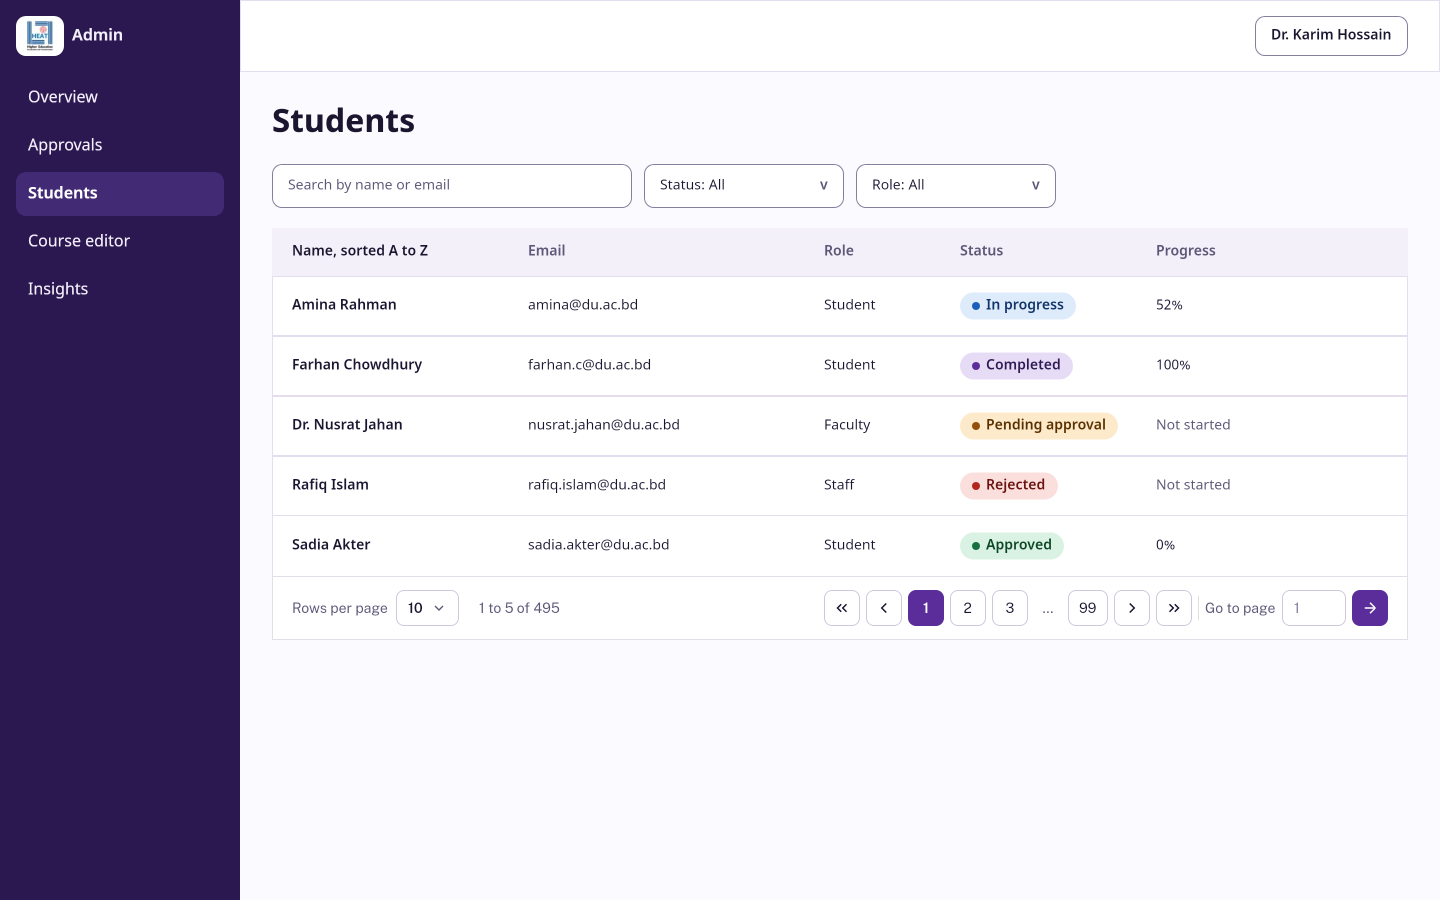 HEAT
Higher Education
Admin
Dr. Karim Hossain
Overview
Approvals
Students
Course editor
Insights
Students
Search by name or email
Status: All v
Role: All v
Name, sorted A to Z Email Role Status Progress
Amina Rahman amina@du.ac.bd Student In progress 52%
Farhan Chowdhury farhan.c@du.ac.bd Student Completed 100%
Dr. Nusrat Jahan nusrat.jahan@du.ac.bd Faculty Pending approval Not started
Rafiq Islam rafiq.islam@du.ac.bd Staff Rejected Not started
Sadia Akter sadia.akter@du.ac.bd Student Approved 0%
Rows per page 10 1 to 5 of 495 « ‹ 1 2 3 ... 99 › » Go to page 1 →